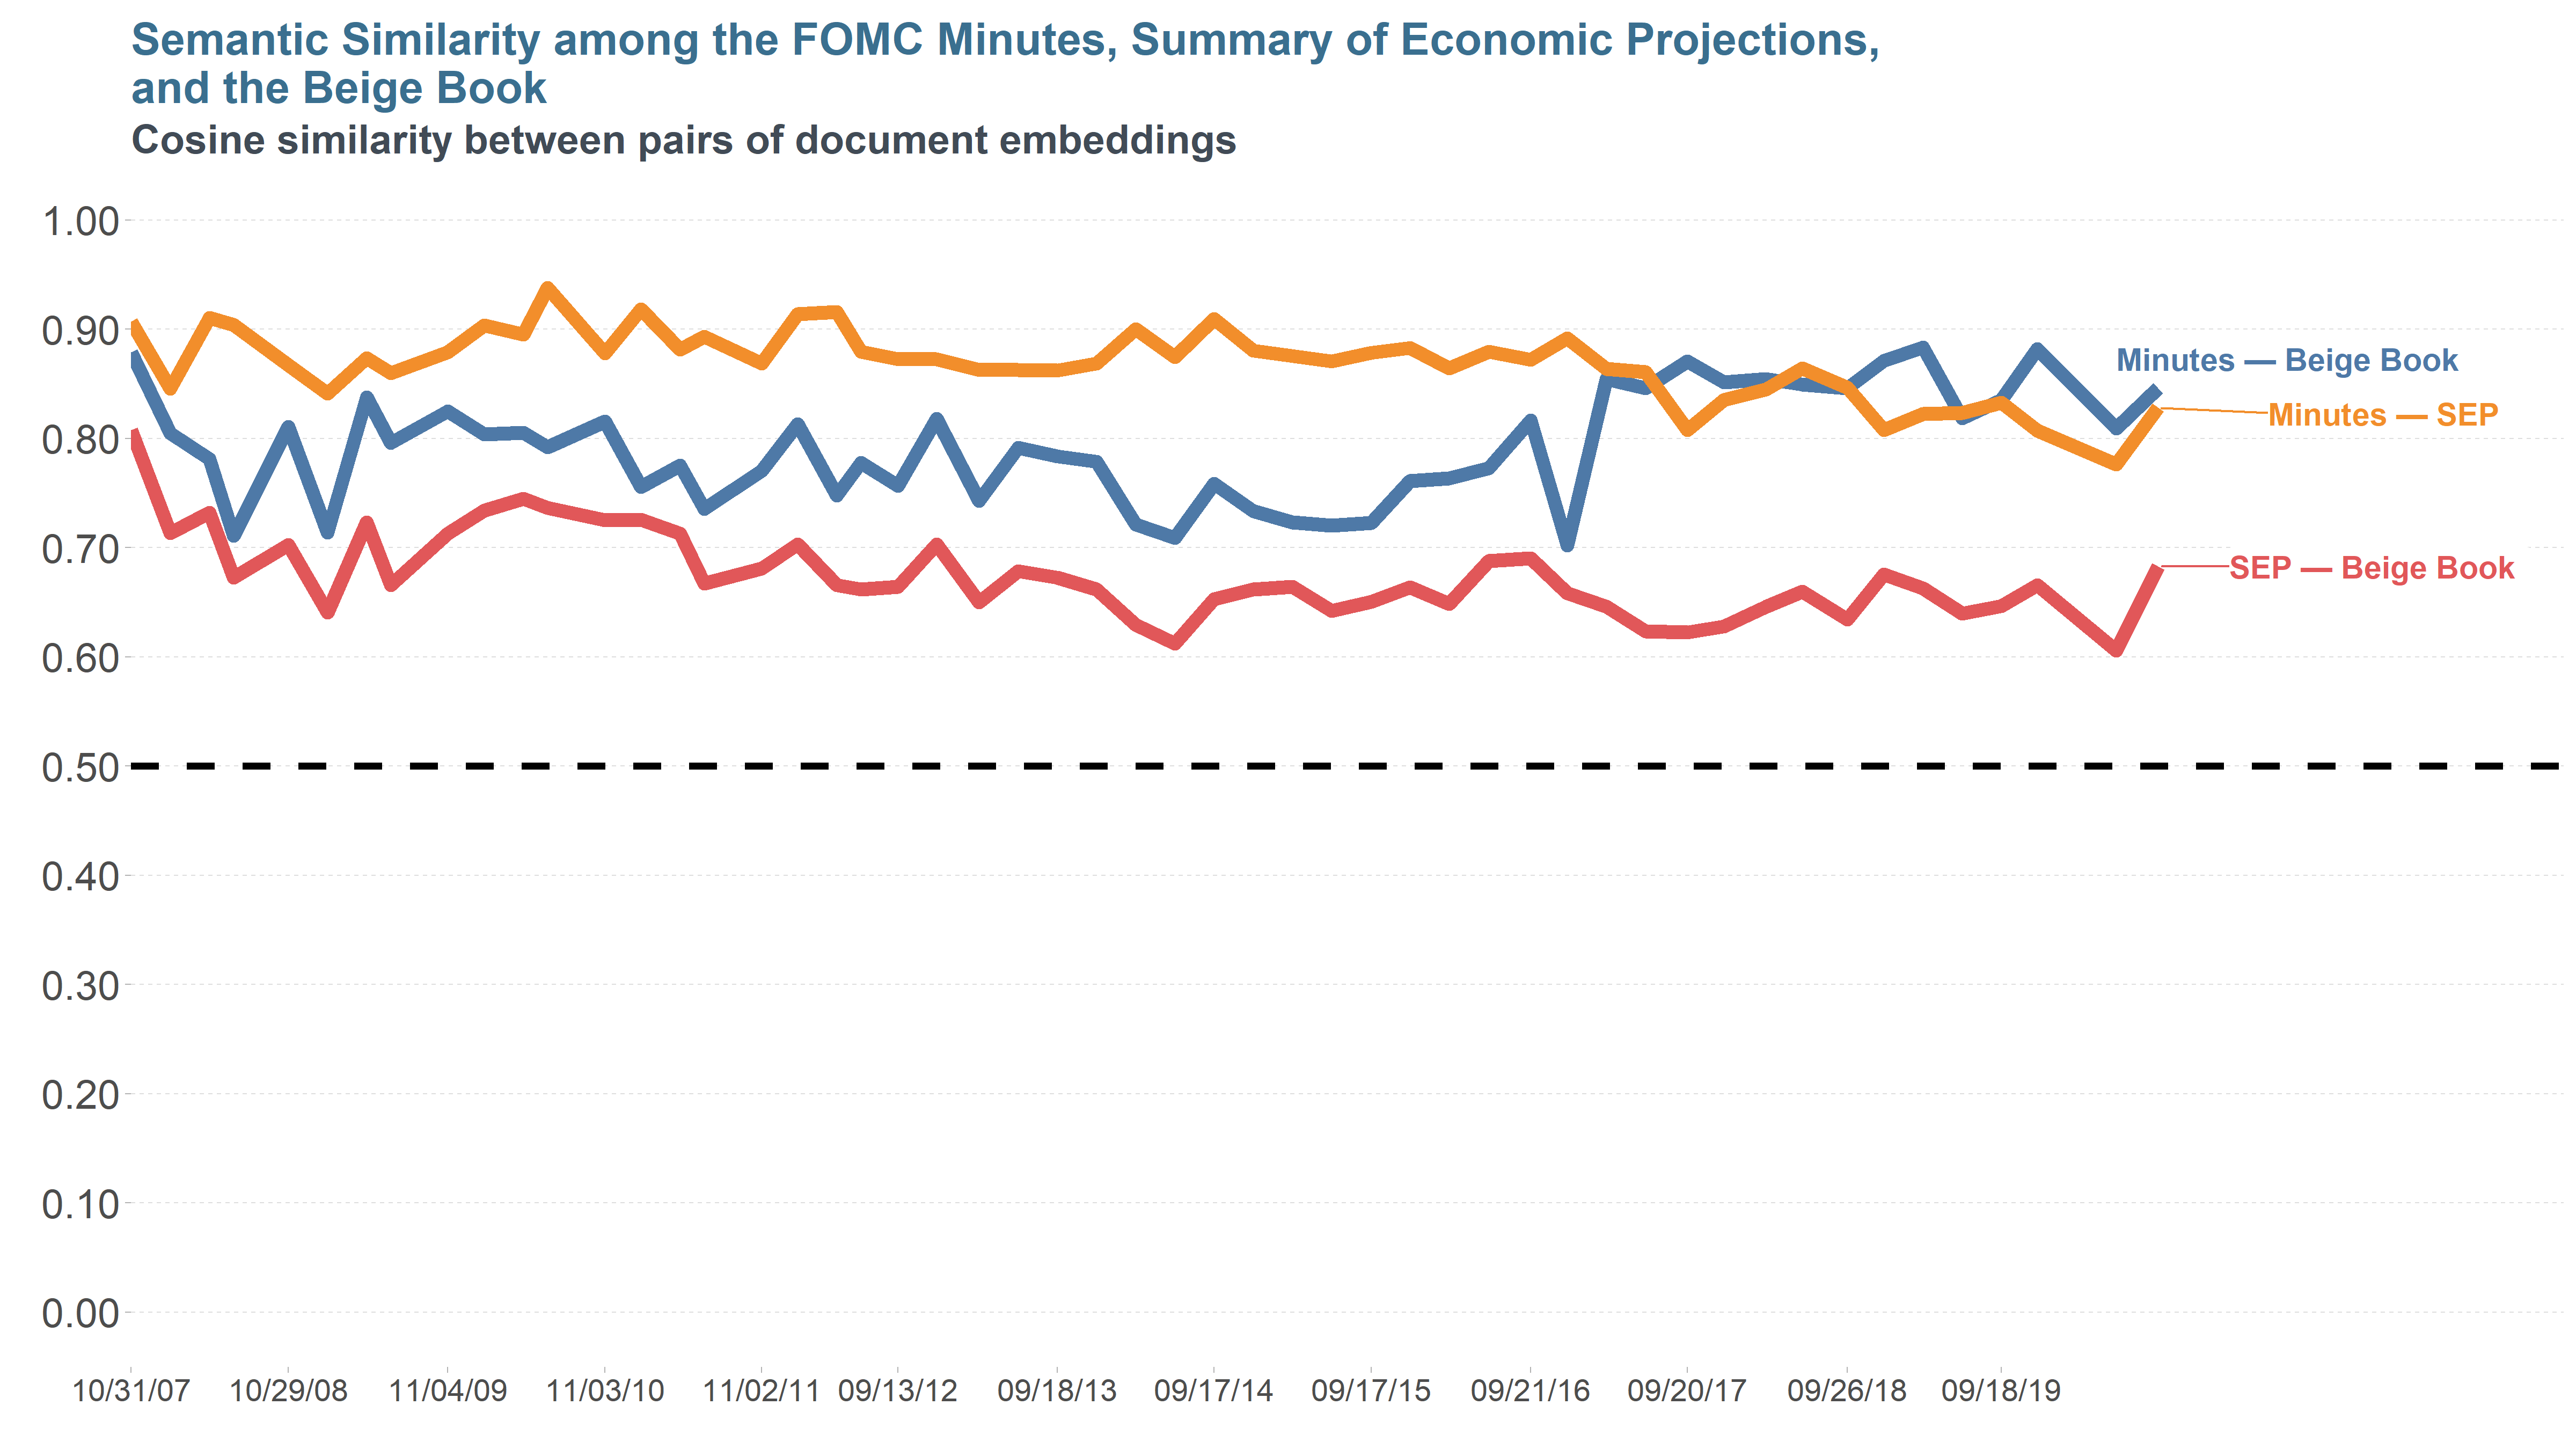 Semantic Similarity among the FOMC Minutes, Summary of Economic Projections,
and the Beige Book
Cosine similarity between pairs of document embeddings
1.00
0.90
Minutes — Beige Book
Minutes — SEP
0.80
0.70
SEP — Beige Book
0.60
0.50
0.40
0.30
0.20
0.10
0.00
10/31/07 10/29/08 11/04/09 11/03/10 11/02/11 09/13/12 09/18/13 09/17/14 09/17/15 09/21/16 09/20/17 09/26/18 09/18/19